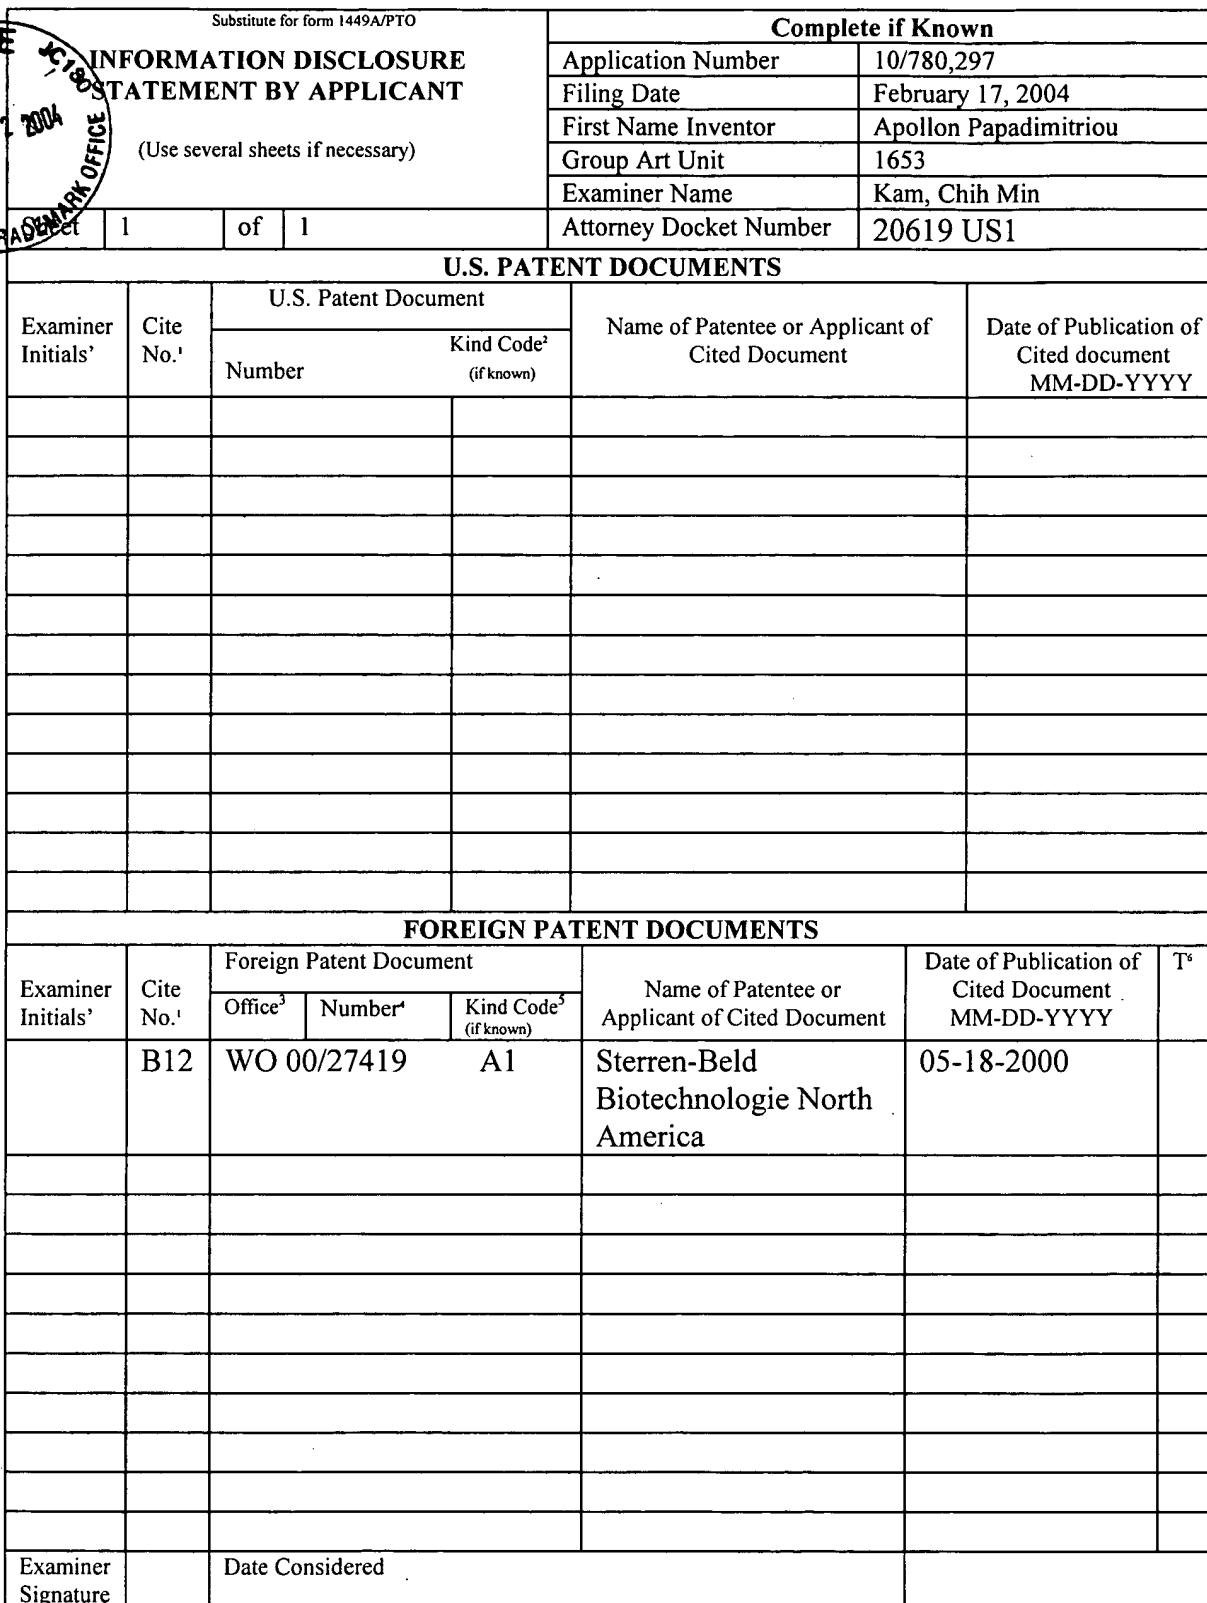 Substitute for form 1449A/PTO
INFORMATION DISCLOSURE
STATEMENT BY APPLICANT
(Use several sheets if necessary)
JC180
2004
TRADEMARK OFFICE
Sheet 1 of 1
Complete if Known
Application Number 10/780,297
Filing Date February 17, 2004
First Name Inventor Apollon Papadimitriou
Group Art Unit 1653
Examiner Name Kam, Chih Min
Attorney Docket Number 20619 US1
U.S. PATENT DOCUMENTS
Examiner Initials' Cite No.¹
U.S. Patent Document
Number Kind Code² (if known)
Name of Patentee or Applicant of
Cited Document
Date of Publication of
Cited document
MM-DD-YYYY
FOREIGN PATENT DOCUMENTS
Examiner Initials' Cite No.¹
Foreign Patent Document
Office³ Number⁴ Kind Code⁵
(if known)
Name of Patentee or
Applicant of Cited Document
Date of Publication of
Cited Document
MM-DD-YYYY
T⁶
B12 WO 00/27419 A1 Sterren-Beld 05-18-2000
Biotechnologie North
America
Examiner Date Considered
Signature